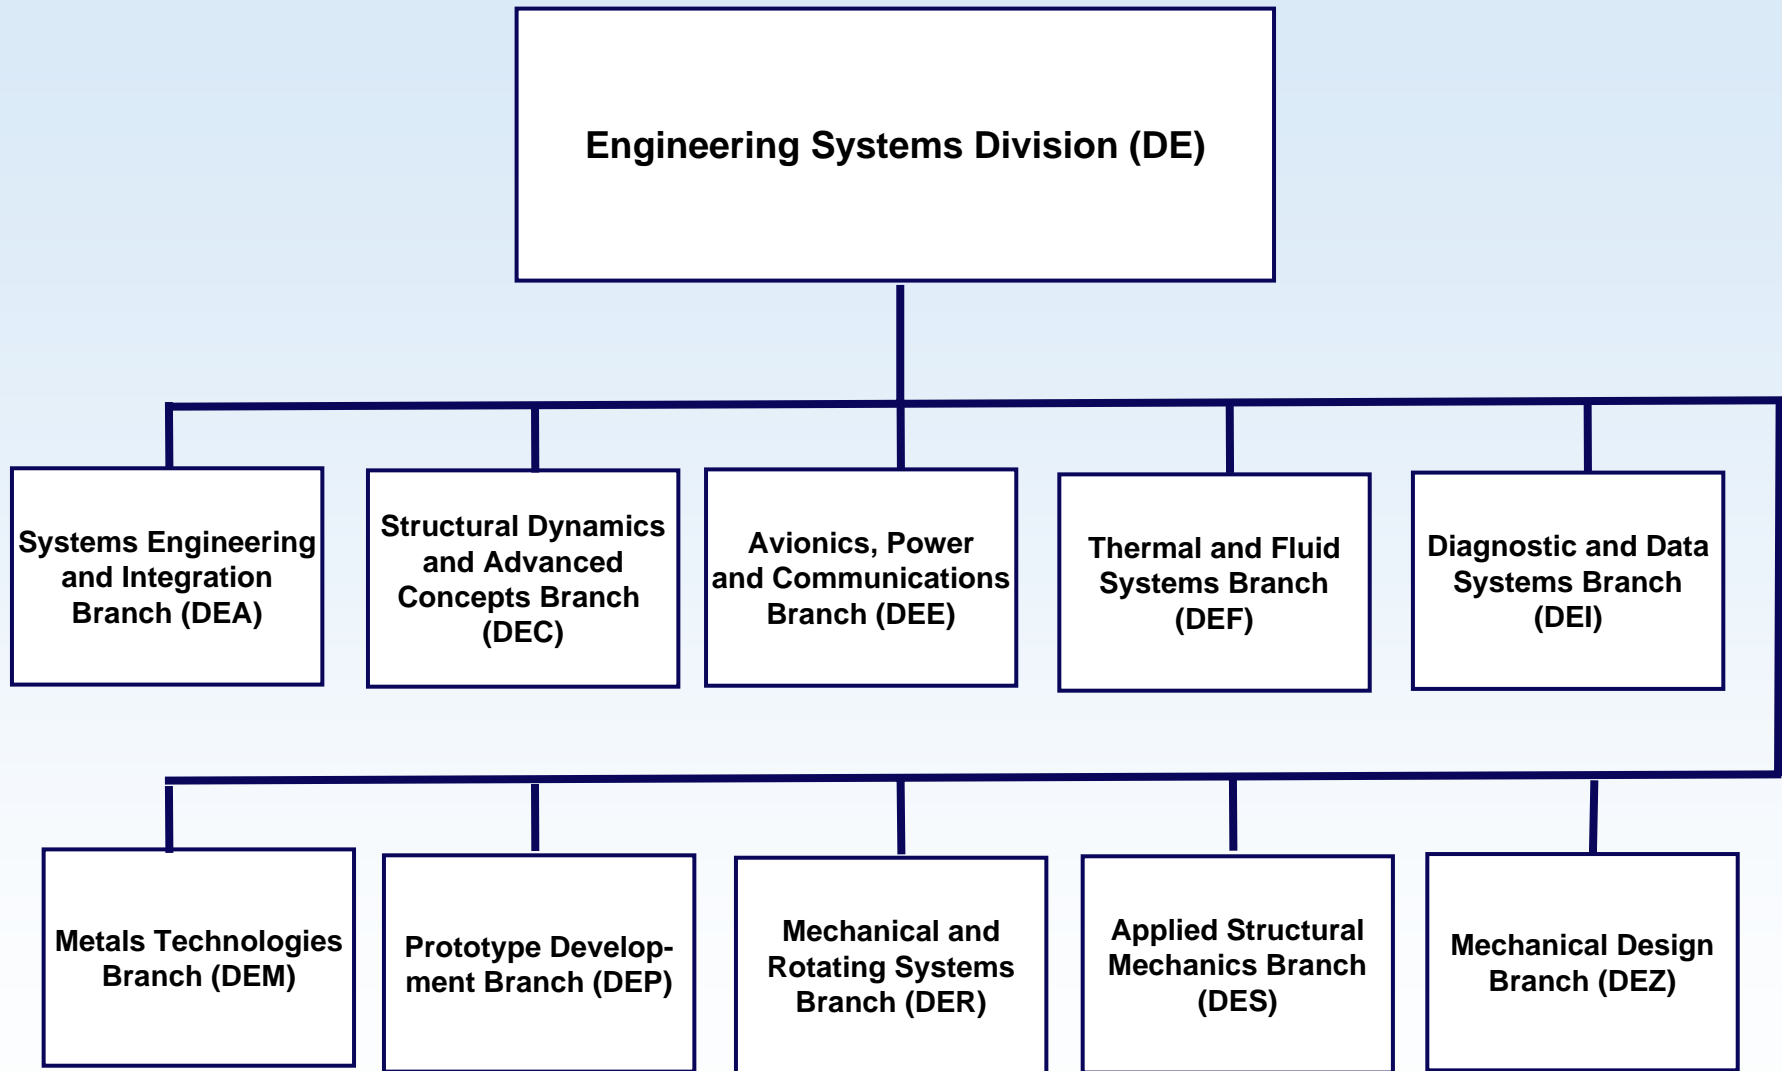 Engineering Systems Division (DE)
Systems Engineering
and Integration
Branch (DEA)
Structural Dynamics
and Advanced
Concepts Branch
(DEC)
Avionics, Power
and Communications
Branch (DEE)
Thermal and Fluid
Systems Branch
(DEF)
Diagnostic and Data
Systems Branch
(DEI)
Metals Technologies
Branch (DEM)
Prototype Develop-
ment Branch (DEP)
Mechanical and
Rotating Systems
Branch (DER)
Applied Structural
Mechanics Branch
(DES)
Mechanical Design
Branch (DEZ)